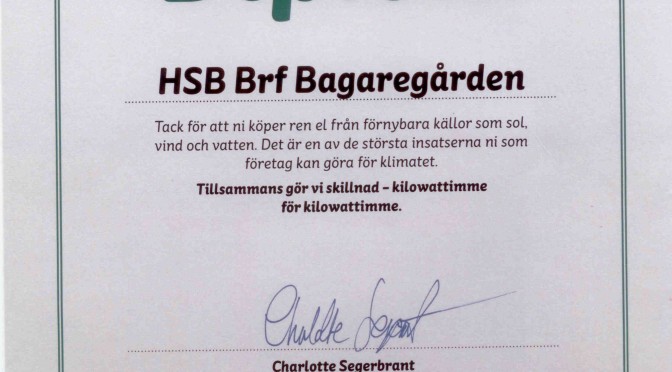 HSB Brf Bagaregården
Tack för att ni köper ren el från förnybara källor som sol,
vind och vatten. Det är en av de största insatserna ni som
företag kan göra för klimatet.
Tillsammans gör vi skillnad – kilowattimme
för kilowattimme.
Charlotte Segerbrant